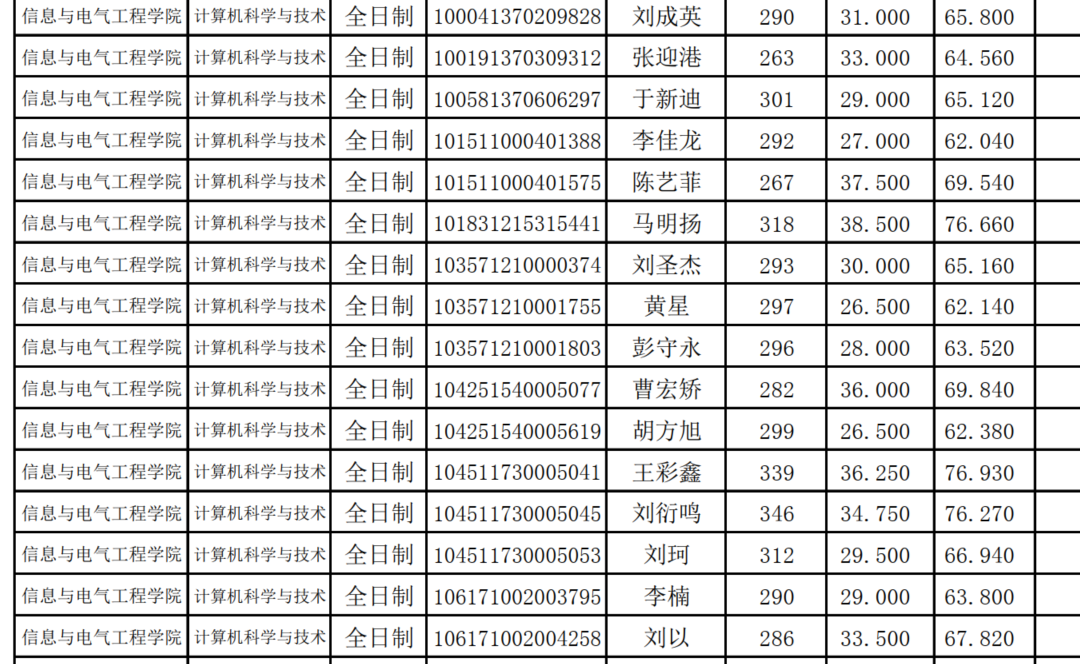 信息与电气工程学院 计算机科学与技术 全日制 100041370209828 刘成英 290 31.000 65.800
信息与电气工程学院 计算机科学与技术 全日制 100191370309312 张迎港 263 33.000 64.560
信息与电气工程学院 计算机科学与技术 全日制 100581370606297 于新迪 301 29.000 65.120
信息与电气工程学院 计算机科学与技术 全日制 101511000401388 李佳龙 292 27.000 62.040
信息与电气工程学院 计算机科学与技术 全日制 101511000401575 陈艺菲 267 37.500 69.540
信息与电气工程学院 计算机科学与技术 全日制 101831215315441 马明扬 318 38.500 76.660
信息与电气工程学院 计算机科学与技术 全日制 103571210000374 刘圣杰 293 30.000 65.160
信息与电气工程学院 计算机科学与技术 全日制 103571210001755 黄星 297 26.500 62.140
信息与电气工程学院 计算机科学与技术 全日制 103571210001803 彭守永 296 28.000 63.520
信息与电气工程学院 计算机科学与技术 全日制 104251540005077 曹宏矫 282 36.000 69.840
信息与电气工程学院 计算机科学与技术 全日制 104251540005619 胡方旭 299 26.500 62.380
信息与电气工程学院 计算机科学与技术 全日制 104511730005041 王彩鑫 339 36.250 76.930
信息与电气工程学院 计算机科学与技术 全日制 104511730005045 刘衍鸣 346 34.750 76.270
信息与电气工程学院 计算机科学与技术 全日制 104511730005053 刘珂 312 29.500 66.940
信息与电气工程学院 计算机科学与技术 全日制 106171002003795 李楠 290 29.000 63.800
信息与电气工程学院 计算机科学与技术 全日制 106171002004258 刘以 286 33.500 67.820